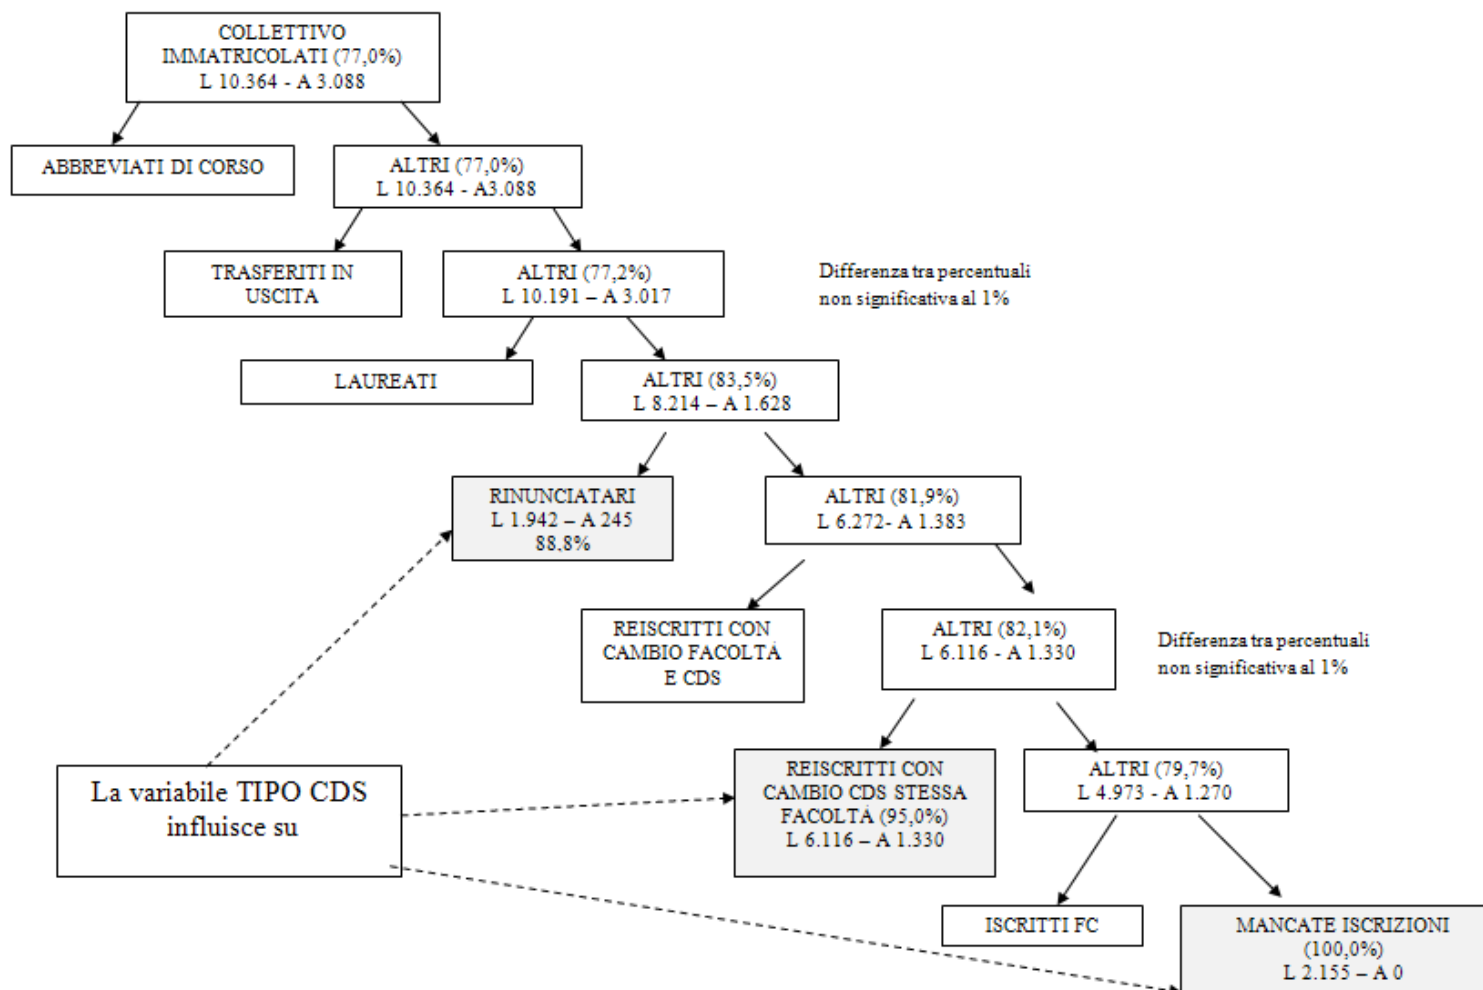 COLLETTIVO
IMMATRICOLATI (77,0%)
L 10.364 - A 3.088
ABBREVIATI DI CORSO
ALTRI (77,0%)
L 10.364 - A3.088
TRASFERITI IN
USCITA
ALTRI (77,2%)
L 10.191 – A 3.017
Differenza tra percentuali
non significativa al 1%
LAUREATI
ALTRI (83,5%)
L 8.214 – A 1.628
RINUNCIATARI
L 1.942 – A 245
88,8%
ALTRI (81,9%)
L 6.272- A 1.383
REISCRITTI CON
CAMBIO FACOLTÀ
E CDS
ALTRI (82,1%)
L 6.116 - A 1.330
Differenza tra percentuali
non significativa al 1%
La variabile TIPO CDS
influisce su
REISCRITTI CON
CAMBIO CDS STESSA
FACOLTÀ (95,0%)
L 6.116 – A 1.330
ALTRI (79,7%)
L 4.973 - A 1.270
ISCRITTI FC
MANCATE ISCRIZIONI
(100,0%)
L 2.155 – A 0